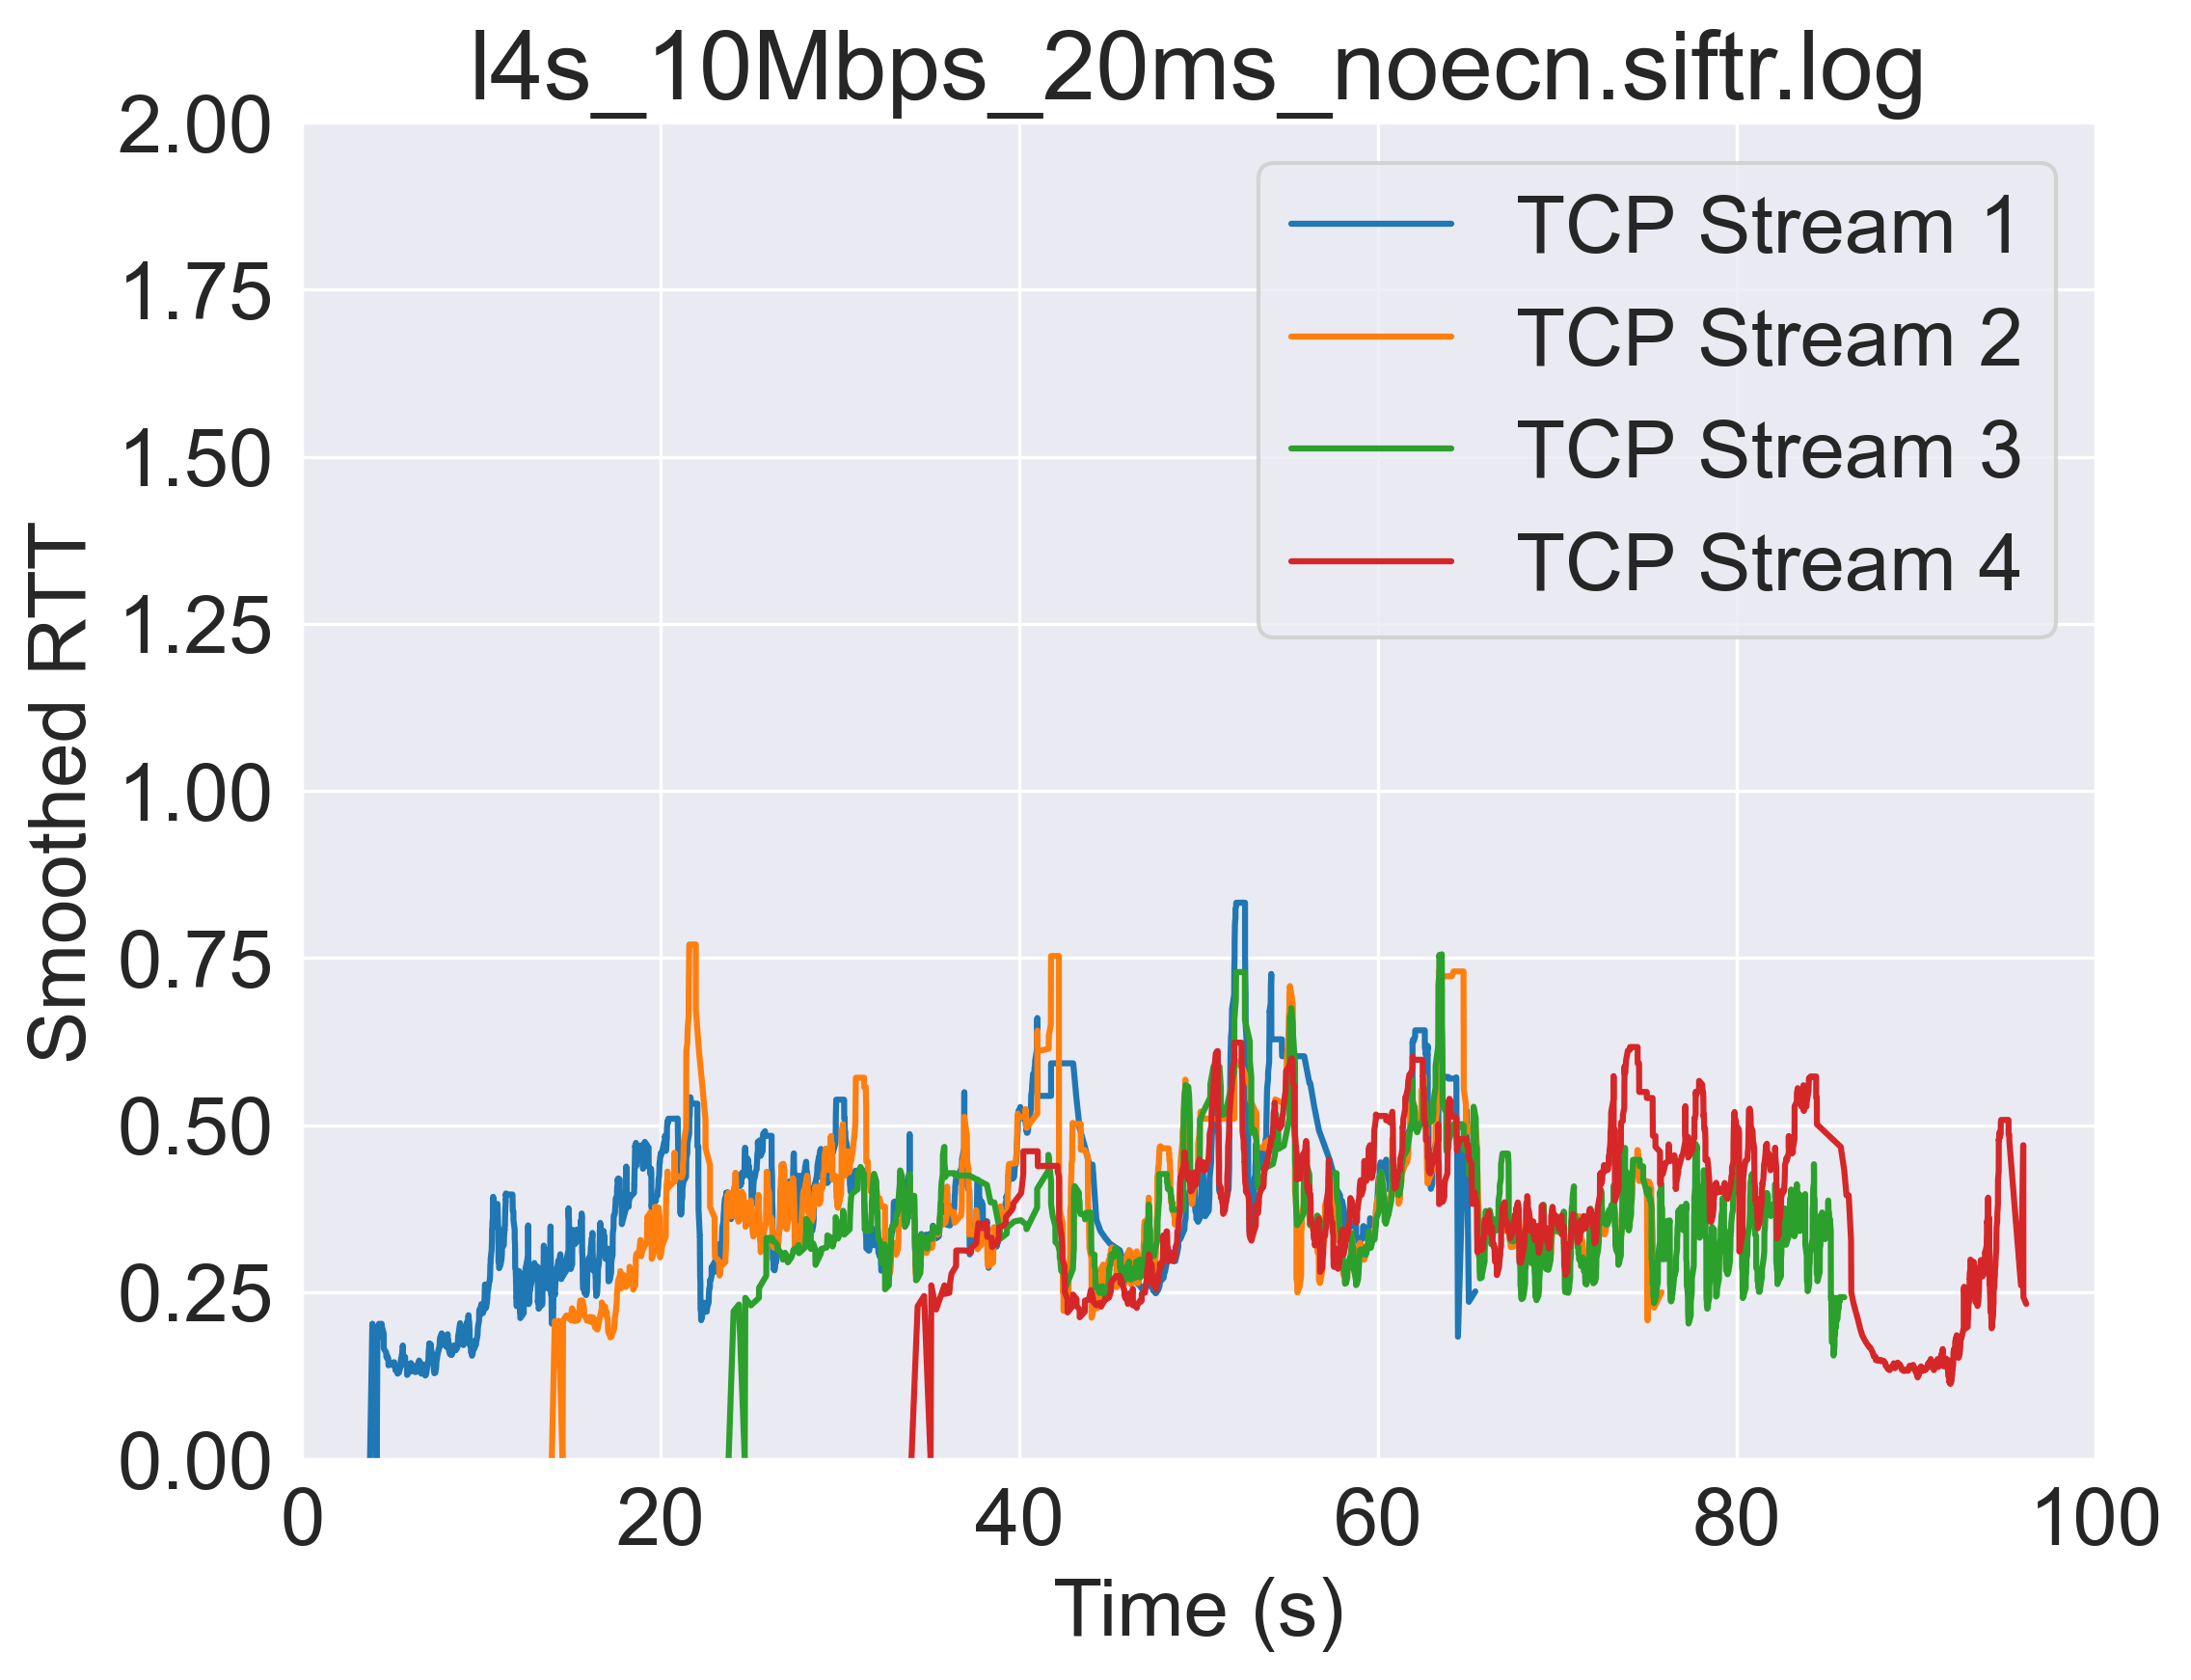 l4s_10Mbps_20ms_noecn.siftr.log
2.00
1.75
1.50
1.25
1.00
0.75
0.50
0.25
0.00
Smoothed RTT
TCP Stream 1
TCP Stream 2
TCP Stream 3
TCP Stream 4
0 20 40 60 80 100
Time (s)